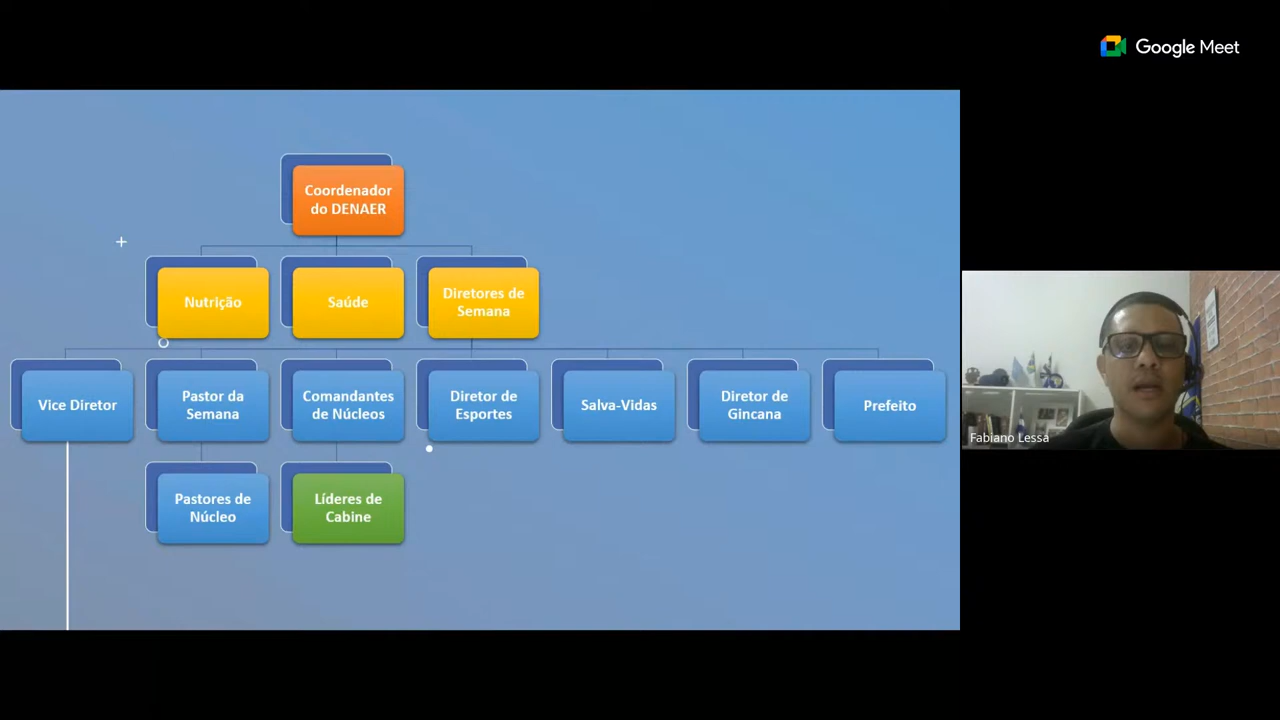 Google Meet
Coordenador
do DENAER
Nutrição
Saúde
Diretores de
Semana
Vice Diretor
Pastor da
Semana
Comandantes
de Núcleos
Diretor de
Esportes
Salva-Vidas
Diretor de
Gincana
Prefeito
Pastores de
Núcleo
Líderes de
Cabine
Fabiano Lessa